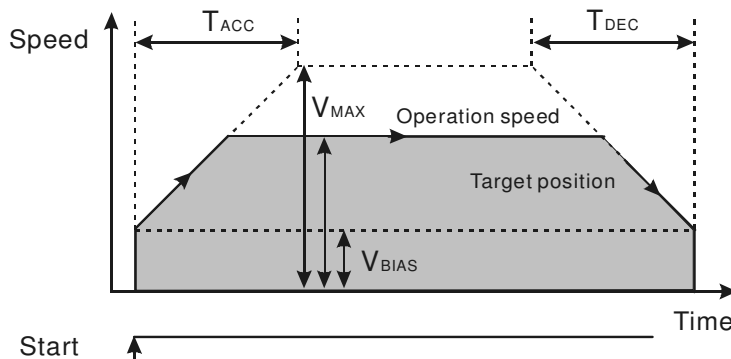 Speed
TACC
TDEC
VMAX
Operation speed
Target position
VBIAS
Time
Start